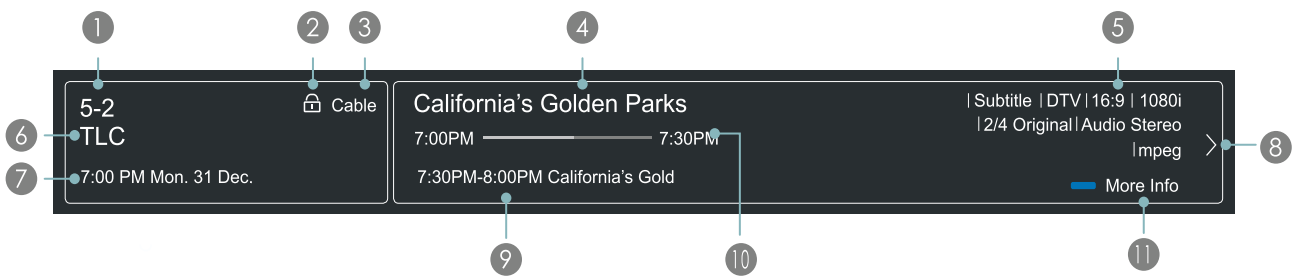 1 2 3 4 5
5-2 Cable
TLC
7:00 PM Mon. 31 Dec.
6
7
California's Golden Parks
7:00PM 7:30PM
7:30PM-8:00PM California's Gold
|Subtitle |DTV|16:9 | 1080i
|2/4 Original|Audio Stereo
|mpeg
More Info
8
9 10 11